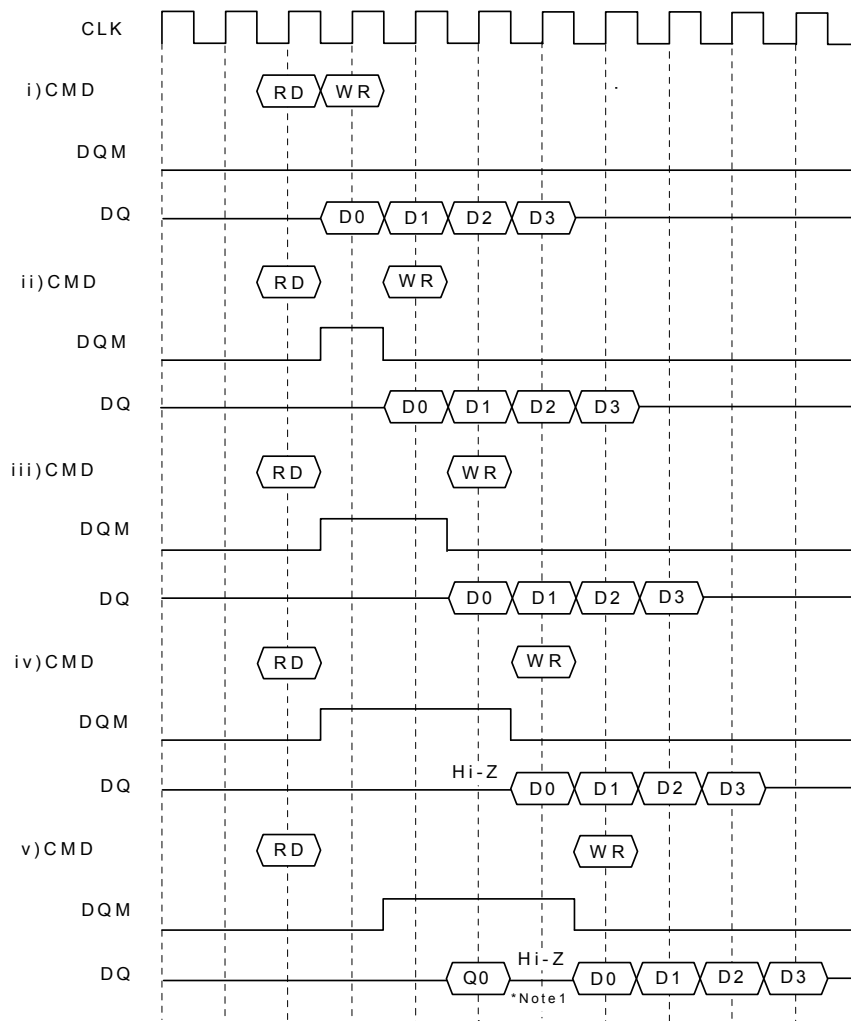 CLK
i)CMD RD WR
DQM
DQ D0 D1 D2 D3
ii)CMD RD WR
DQM
DQ D0 D1 D2 D3
iii)CMD RD WR
DQM
DQ D0 D1 D2 D3
iv)CMD RD WR
DQM
Hi-Z
DQ D0 D1 D2 D3
v)CMD RD WR
DQM
Hi-Z
DQ Q0 D0 D1 D2 D3
*Note1